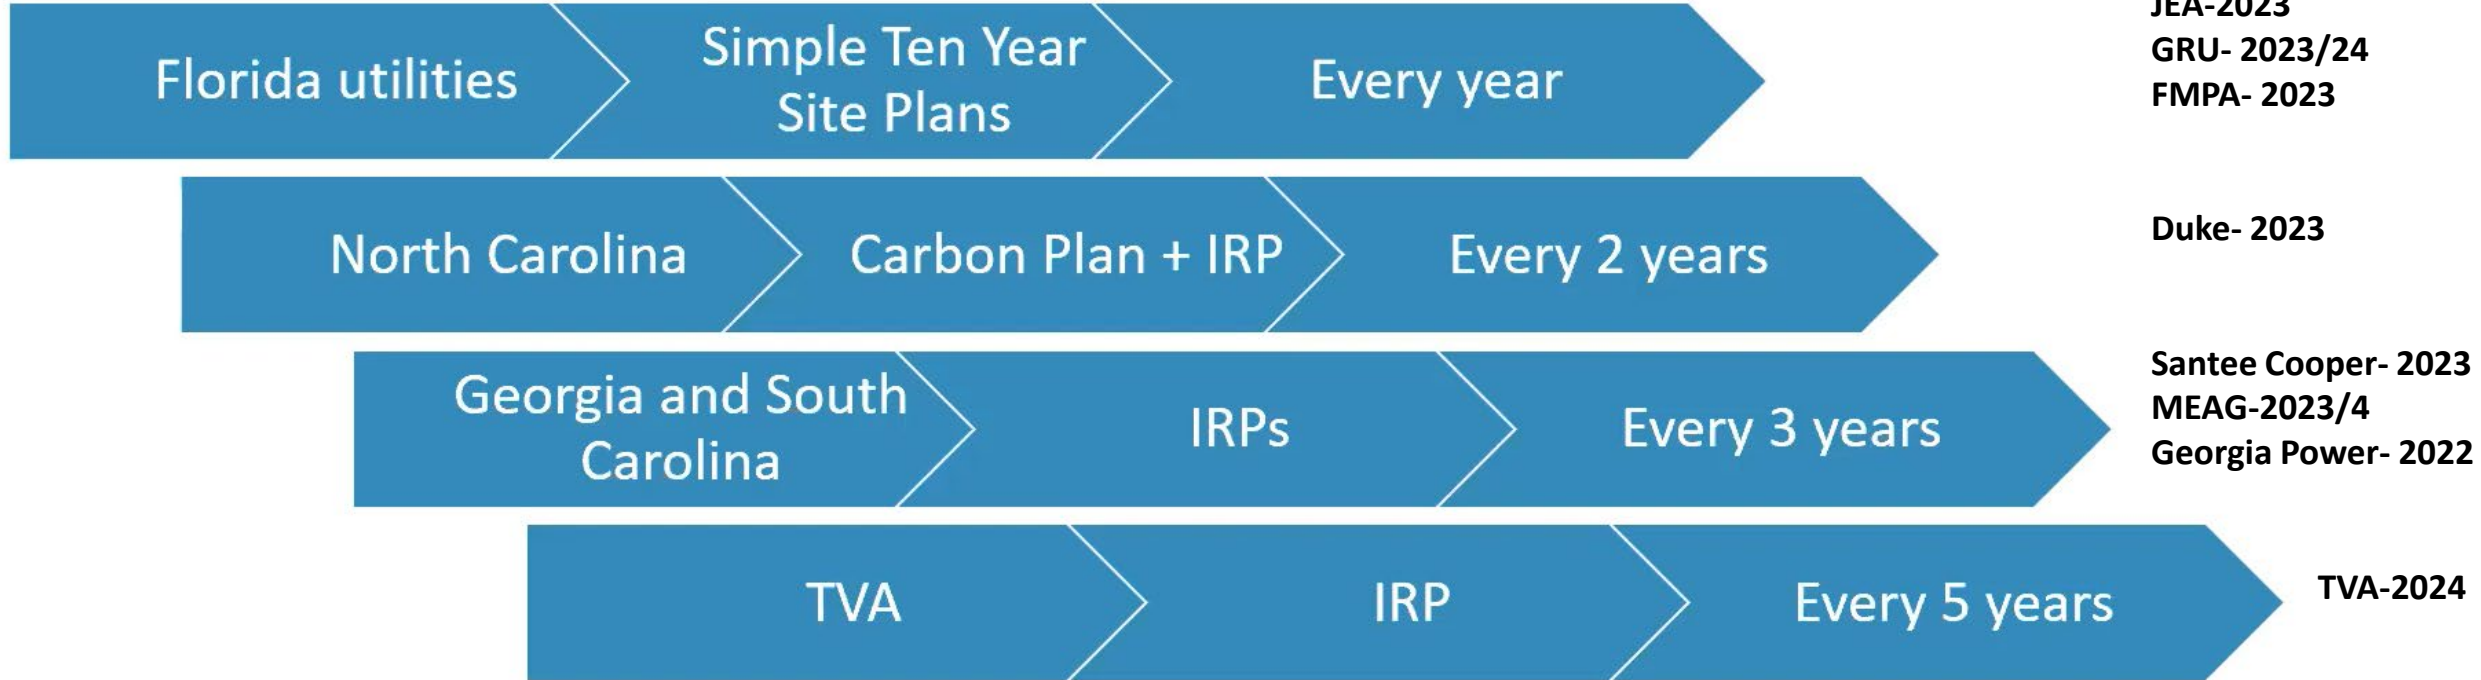 JEA-2023
Florida utilities
Simple Ten Year
Site Plans
Every year
GRU- 2023/24
FMPA- 2023
North Carolina
Carbon Plan + IRP
Every 2 years
Duke- 2023
Georgia and South
Carolina
IRPs
Every 3 years
Santee Cooper- 2023
MEAG-2023/4
Georgia Power- 2022
TVA
IRP
Every 5 years
TVA-2024